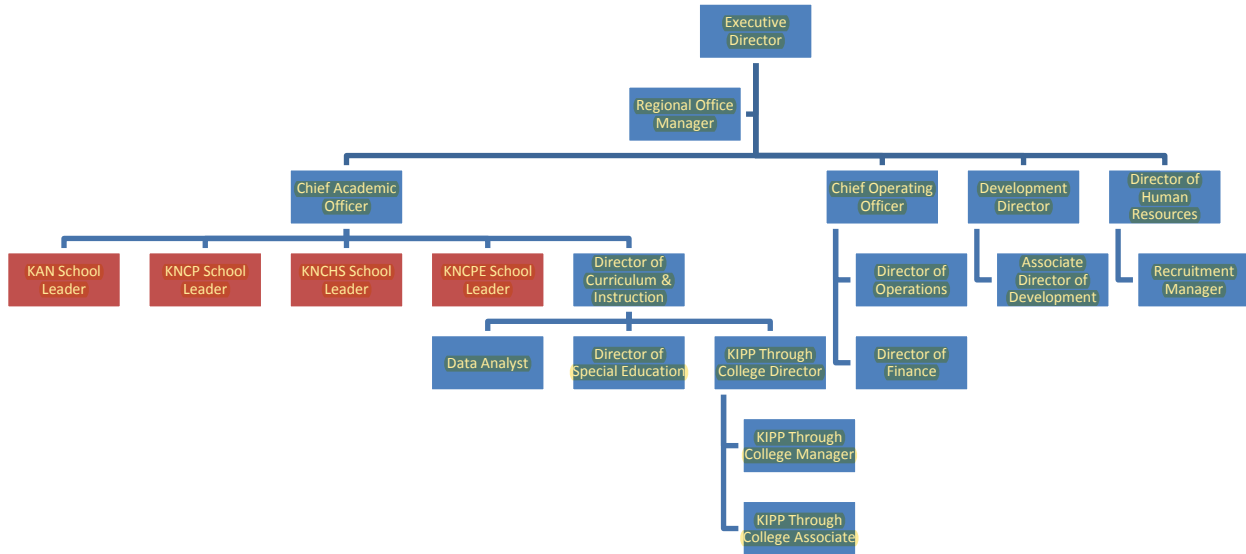 Executive
Director
Regional Office
Manager
Chief Academic
Officer
Chief Operating
Officer
Development
Director
Director of
Human
Resources
KAN School
Leader
KNCP School
Leader
KNCHS School
Leader
KNCPE School
Leader
Director of
Curriculum &
Instruction
Director of
Operations
Associate
Director of
Development
Recruitment
Manager
Data Analyst
Director of
Special Education
KIPP Through
College Director
Director of
Finance
KIPP Through
College Manager
KIPP Through
College Associate